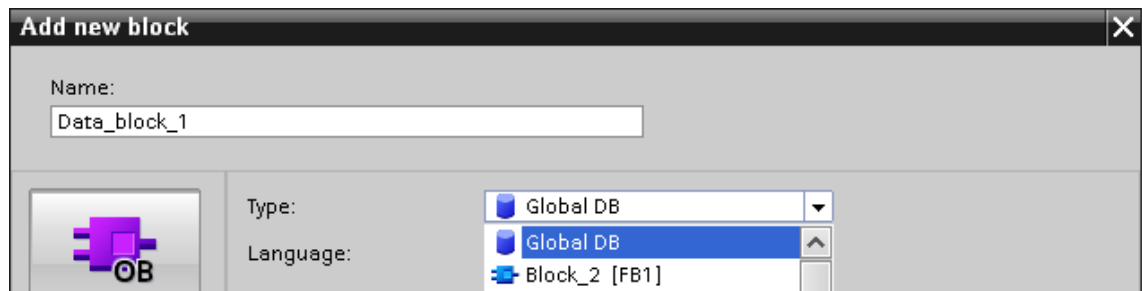 Add new block
Name:
Data_block_1
Type:
Global DB
Global DB
Language:
Block_2 [FB1]
OB